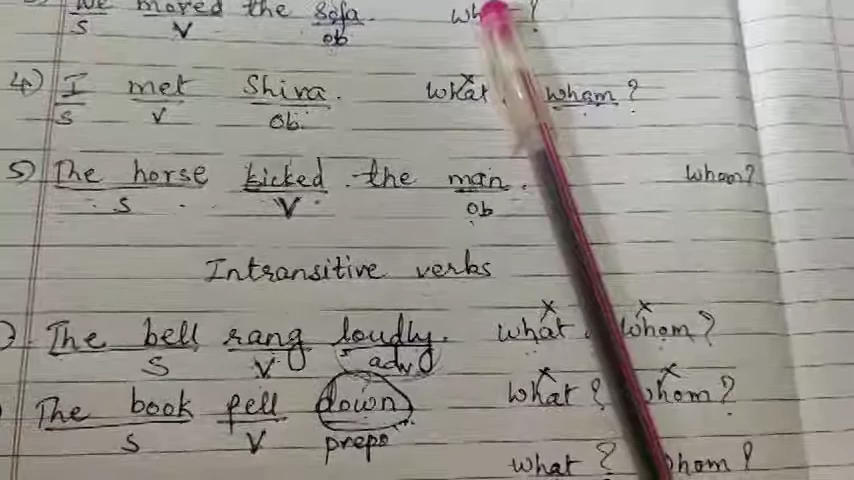 We moved the sofa.
S V ob
4) I met Shiva. what whom?
S V Ob.
5) The horse kicked the man. whom?
S V ob
Intransitive verbs
The bell rang loudly. what whom?
S V adv
The book fell down what? whom?
S V prepo
what? whom?